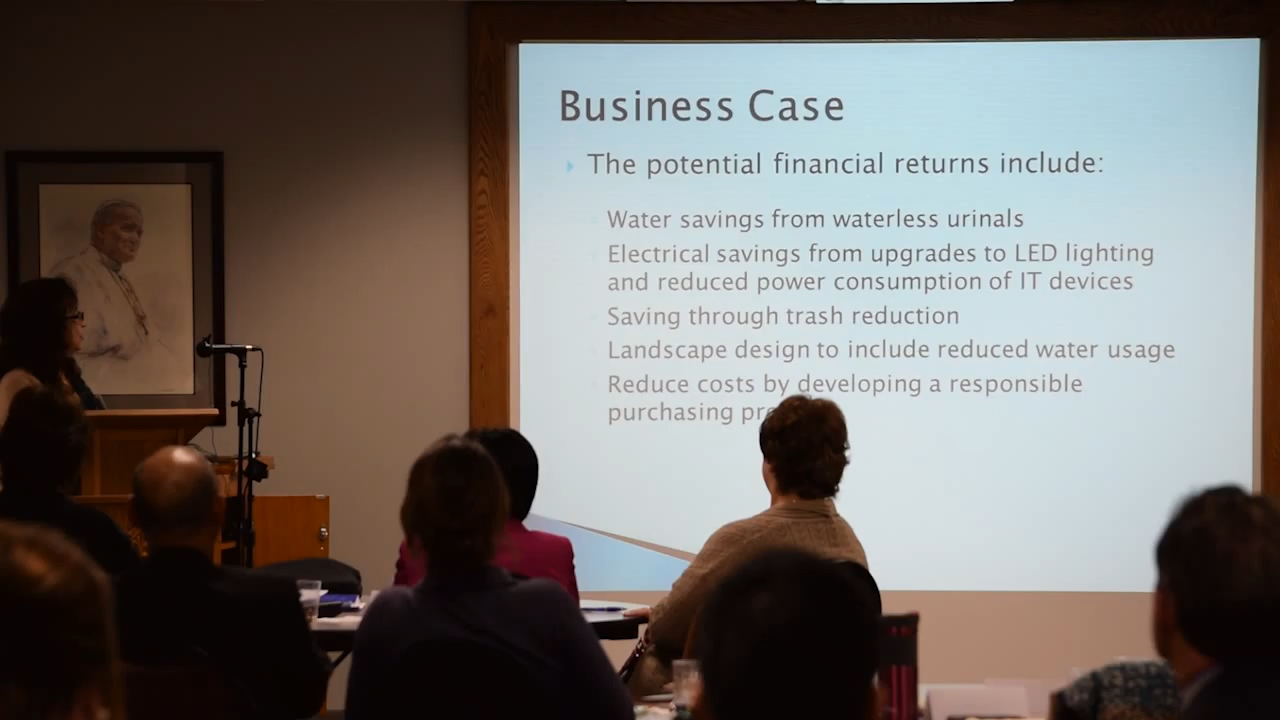 Business Case
The potential financial returns include:
Water savings from waterless urinals
Electrical savings from upgrades to LED lighting
and reduced power consumption of IT devices
Saving through trash reduction
Landscape design to include reduced water usage
Reduce costs by developing a responsible
purchasing